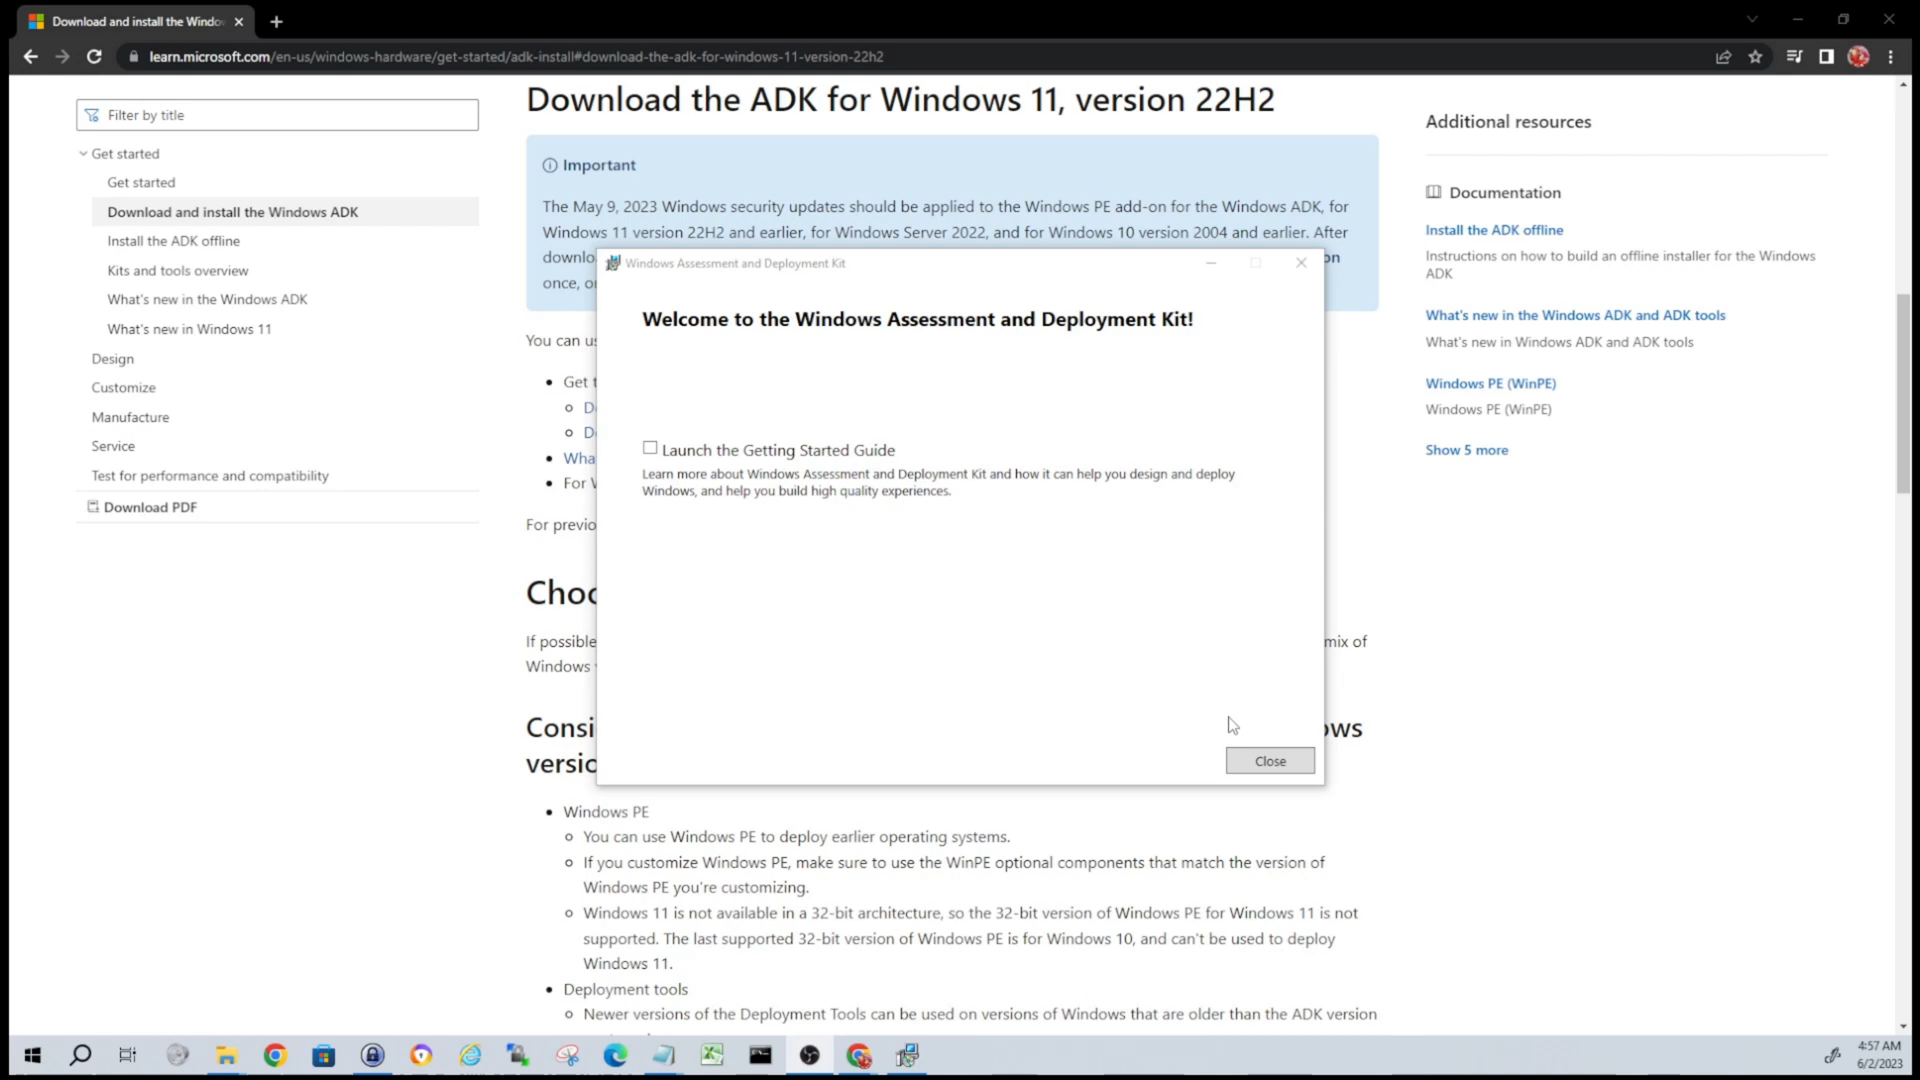 Download and install the Windo
learn.microsoft.com/en-us/windows-hardware/get-started/adk-install#download-the-adk-for-windows-11-version-22h2
Filter by title
Get started
Get started
Download and install the Windows ADK
Install the ADK offline
Kits and tools overview
What's new in the Windows ADK
What's new in Windows 11
Design
Customize
Manufacture
Service
Test for performance and compatibility
Download PDF
Download the ADK for Windows 11, version 22H2
Important
The May 9, 2023 Windows security updates should be applied to the Windows PE add-on for the Windows ADK, for
Windows 11 version 22H2 and earlier, for Windows Server 2022, and for Windows 10 version 2004 and earlier. After
downlo on
once, o
You can u
Get t
D
D
Wha
For W
For previo
Choo
If possible mix of
Windows
Consi ows
versio
Windows Assessment and Deployment Kit
Welcome to the Windows Assessment and Deployment Kit!
Launch the Getting Started Guide
Learn more about Windows Assessment and Deployment Kit and how it can help you design and deploy
Windows, and help you build high quality experiences.
Close
Windows PE
You can use Windows PE to deploy earlier operating systems.
If you customize Windows PE, make sure to use the WinPE optional components that match the version of
Windows PE you're customizing.
Windows 11 is not available in a 32-bit architecture, so the 32-bit version of Windows PE for Windows 11 is not
supported. The last supported 32-bit version of Windows PE is for Windows 10, and can't be used to deploy
Windows 11.
Deployment tools
Newer versions of the Deployment Tools can be used on versions of Windows that are older than the ADK version
Additional resources
Documentation
Install the ADK offline
Instructions on how to build an offline installer for the Windows
ADK
What's new in the Windows ADK and ADK tools
What's new in Windows ADK and ADK tools
Windows PE (WinPE)
Windows PE (WinPE)
Show 5 more
4:57 AM
6/2/2023